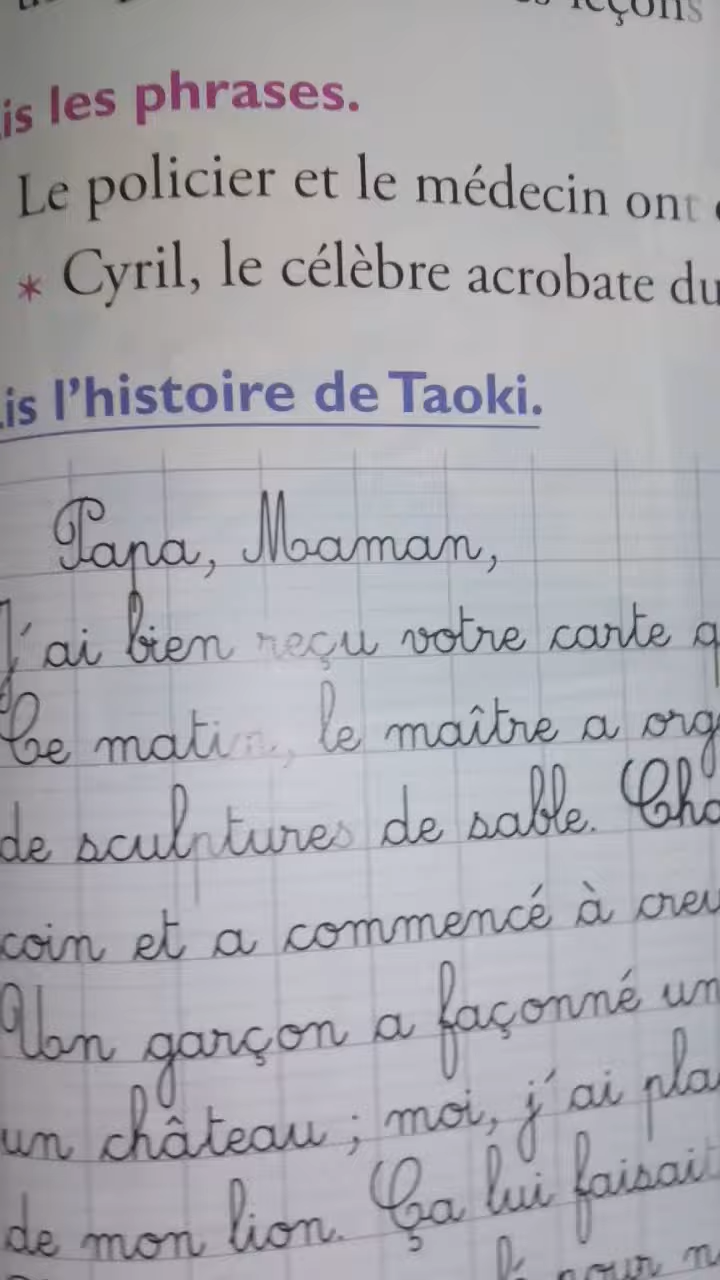 leçons
is les phrases.
Le policier et le médecin ont
* Cyril, le célèbre acrobate du
is l'histoire de Taoki.
Papa, Maman,
J'ai bien reçu votre carte q
Ce matin, le maître a org
de sculptures de sable. Cha
coin et a commencé à creu
Un garçon a façonné un
un château ; moi, j'ai pla
de mon lion. Ça lui faisait
pour